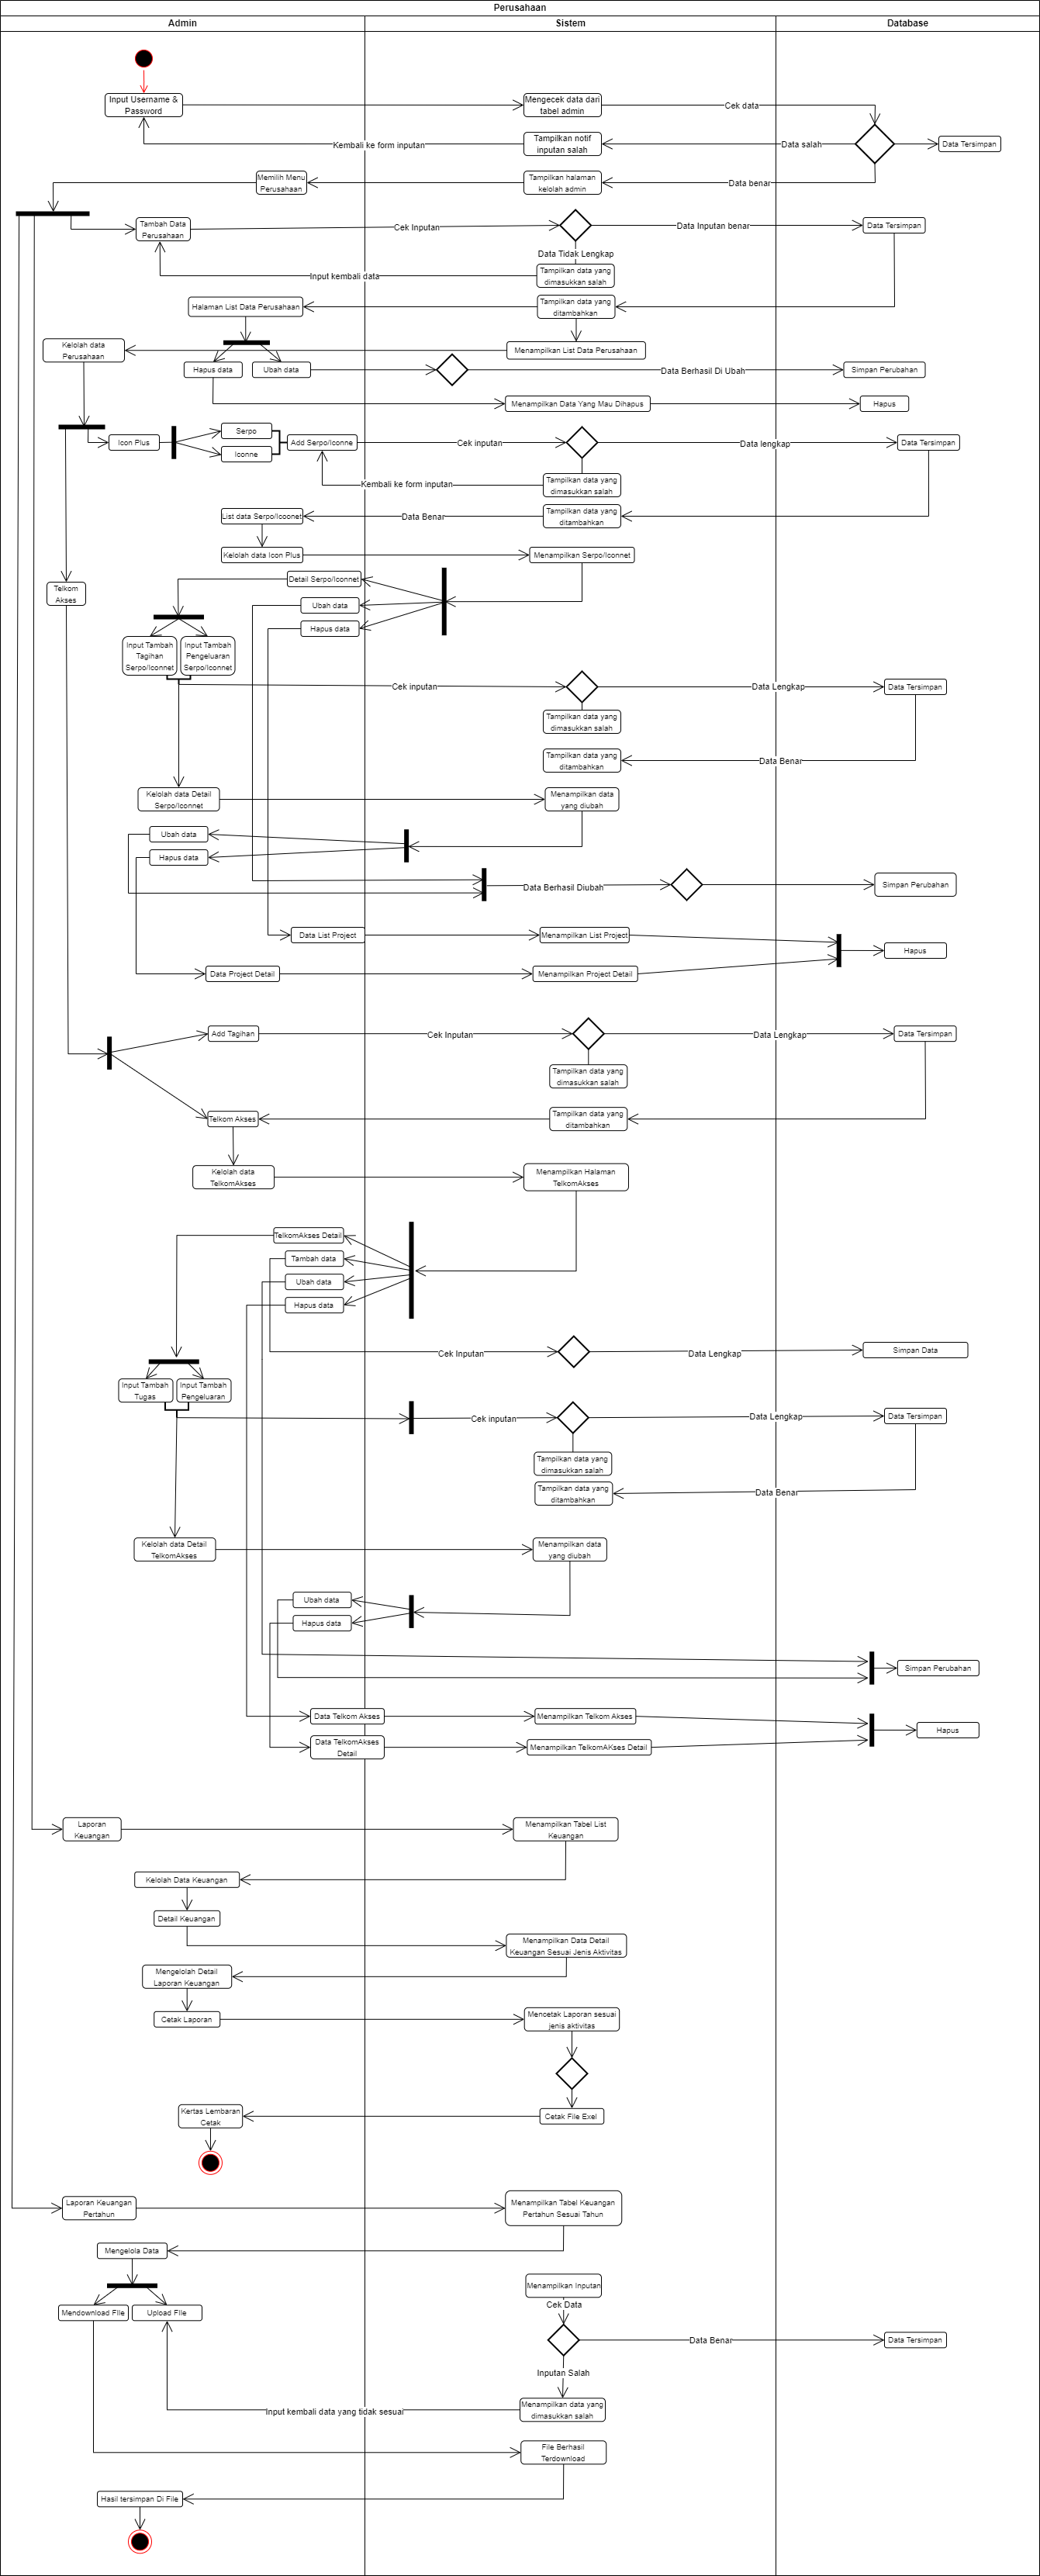 Perusahaan
Admin
Sistem
Database
Input Username &
Password
Mengecek data dari
tabel admin
Cek data
Kembali ke form inputan
Tampilkan notif
inputan salah
Data salah
Data Tersimpan
Memilih Menu
Perusahaan
Tampilkan halaman
kelolah admin
Data benar
Tambah Data
Perusahaan
Cek Inputan
Data Inputan benar
Data Tersimpan
Data Tidak Lengkap
Input kembali data
Tampilkan data yang
dimasukkan salah
Halaman List Data Perusahaan
Tampilkan data yang
ditambahkan
Kelolah data
Perusahaan
Menampilkan List Data Perusahaan
Hapus data
Ubah data
Data Berhasil Di Ubah
Simpan Perubahan
Menampilkan Data Yang Mau Dihapus
Hapus
Icon Plus
Serpo
Iconne
Add Serpo/Iconne
Cek inputan
Data lengkap
Data Tersimpan
Kembali ke form inputan
Tampilkan data yang
dimasukkan salah
List data Serpo/Icoonet
Data Benar
Tampilkan data yang
ditambahkan
Kelolah data Icon Plus
Menampilkan Serpo/Iconnet
Telkom
Akses
Detail Serpo/Iconnet
Ubah data
Hapus data
Input Tambah
Tagihan
Serpo/Iconnet
Input Tambah
Pengeluaran
Serpo/Iconnet
Cek inputan
Data Lengkap
Data Tersimpan
Tampilkan data yang
dimasukkan salah
Tampilkan data yang
ditambahkan
Data Benar
Kelolah data Detail
Serpo/Iconnet
Menampilkan data
yang diubah
Ubah data
Hapus data
Data Berhasil Diubah
Simpan Perubahan
Data List Project
Menampilkan List Project
Hapus
Data Project Detail
Menampilkan Project Detail
Add Tagihan
Cek Inputan
Data Lengkap
Data Tersimpan
Tampilkan data yang
dimasukkan salah
Telkom Akses
Tampilkan data yang
ditambahkan
Kelolah data
TelkomAkses
Menampilkan Halaman
TelkomAkses
TelkomAkses Detail
Tambah data
Ubah data
Hapus data
Cek Inputan
Data Lengkap
Simpan Data
Input Tambah
Tugas
Input Tambah
Pengeluaran
Cek inputan
Data Lengkap
Data Tersimpan
Tampilkan data yang
dimasukkan salah
Tampilkan data yang
ditambahkan
Data Benar
Kelolah data Detail
TelkomAkses
Menampilkan data
yang diubah
Ubah data
Hapus data
Simpan Perubahan
Data Telkom Akses
Menampilkan Telkom Akses
Hapus
Data TelkomAkses
Detail
Menampilkan TelkomAKses Detail
Laporan
Keuangan
Menampilkan Tabel List
Keuangan
Kelolah Data Keuangan
Detail Keuangan
Menampilkan Data Detail
Keuangan Sesuai Jenis Aktivitas
Mengelolah Detail
Laporan Keuangan
Cetak Laporan
Mencetak Laporan sesuai
jenis aktivitas
Kertas Lembaran
Cetak
Cetak File Exel
Laporan Keuangan
Pertahun
Menampilkan Tabel Keuangan
Pertahun Sesuai Tahun
Mengelola Data
Mendownload FIle
Upload FIle
Menampilkan Inputan
Cek Data
Data Benar
Data Tersimpan
Inputan Salah
Input kembali data yang tidak sesuai
Menampilkan data yang
dimasukkan salah
File Berhasil
Terdownload
Hasil tersimpan Di File